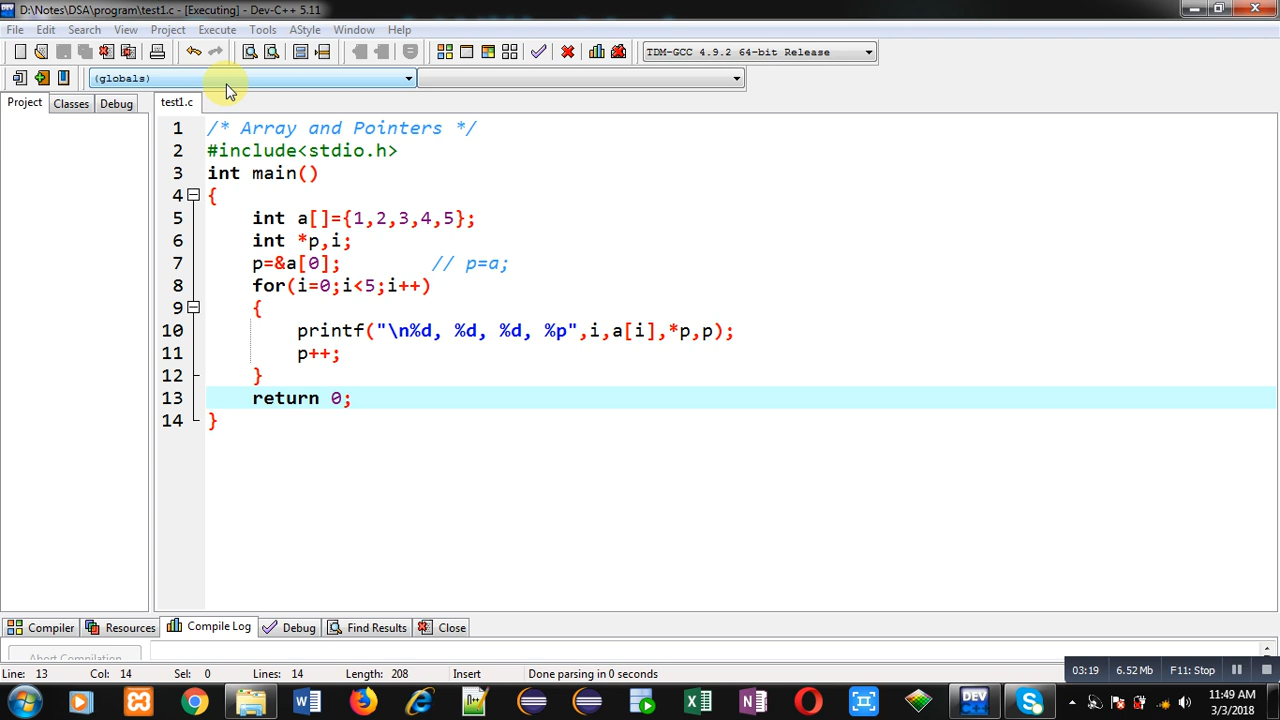 D:\Notes\DSA\program\test1.c - [Executing] - Dev-C++ 5.11
File Edit Search View Project Execute Tools AStyle Window Help
TDM-GCC 4.9.2 64-bit Release
(globals)
Project Classes Debug test1.c
1 /* Array and Pointers */
2 #include<stdio.h>
3 int main()
4 {
5 int a[]={1,2,3,4,5};
6 int *p,i;
7 p=&a[0]; // p=a;
8 for(i=0;i<5;i++)
9 {
10 printf("\n%d, %d, %d, %p",i,a[i],*p,p);
11 p++;
12 }
13 return 0;
14 }
Compiler Resources Compile Log Debug Find Results Close
Abort Compilation
Line: 13 Col: 14 Sel: 0 Lines: 14 Length: 208 Insert Done parsing in 0 seconds
03:19 6.52 Mb F11: Stop
DEV
11:49 AM
3/3/2018